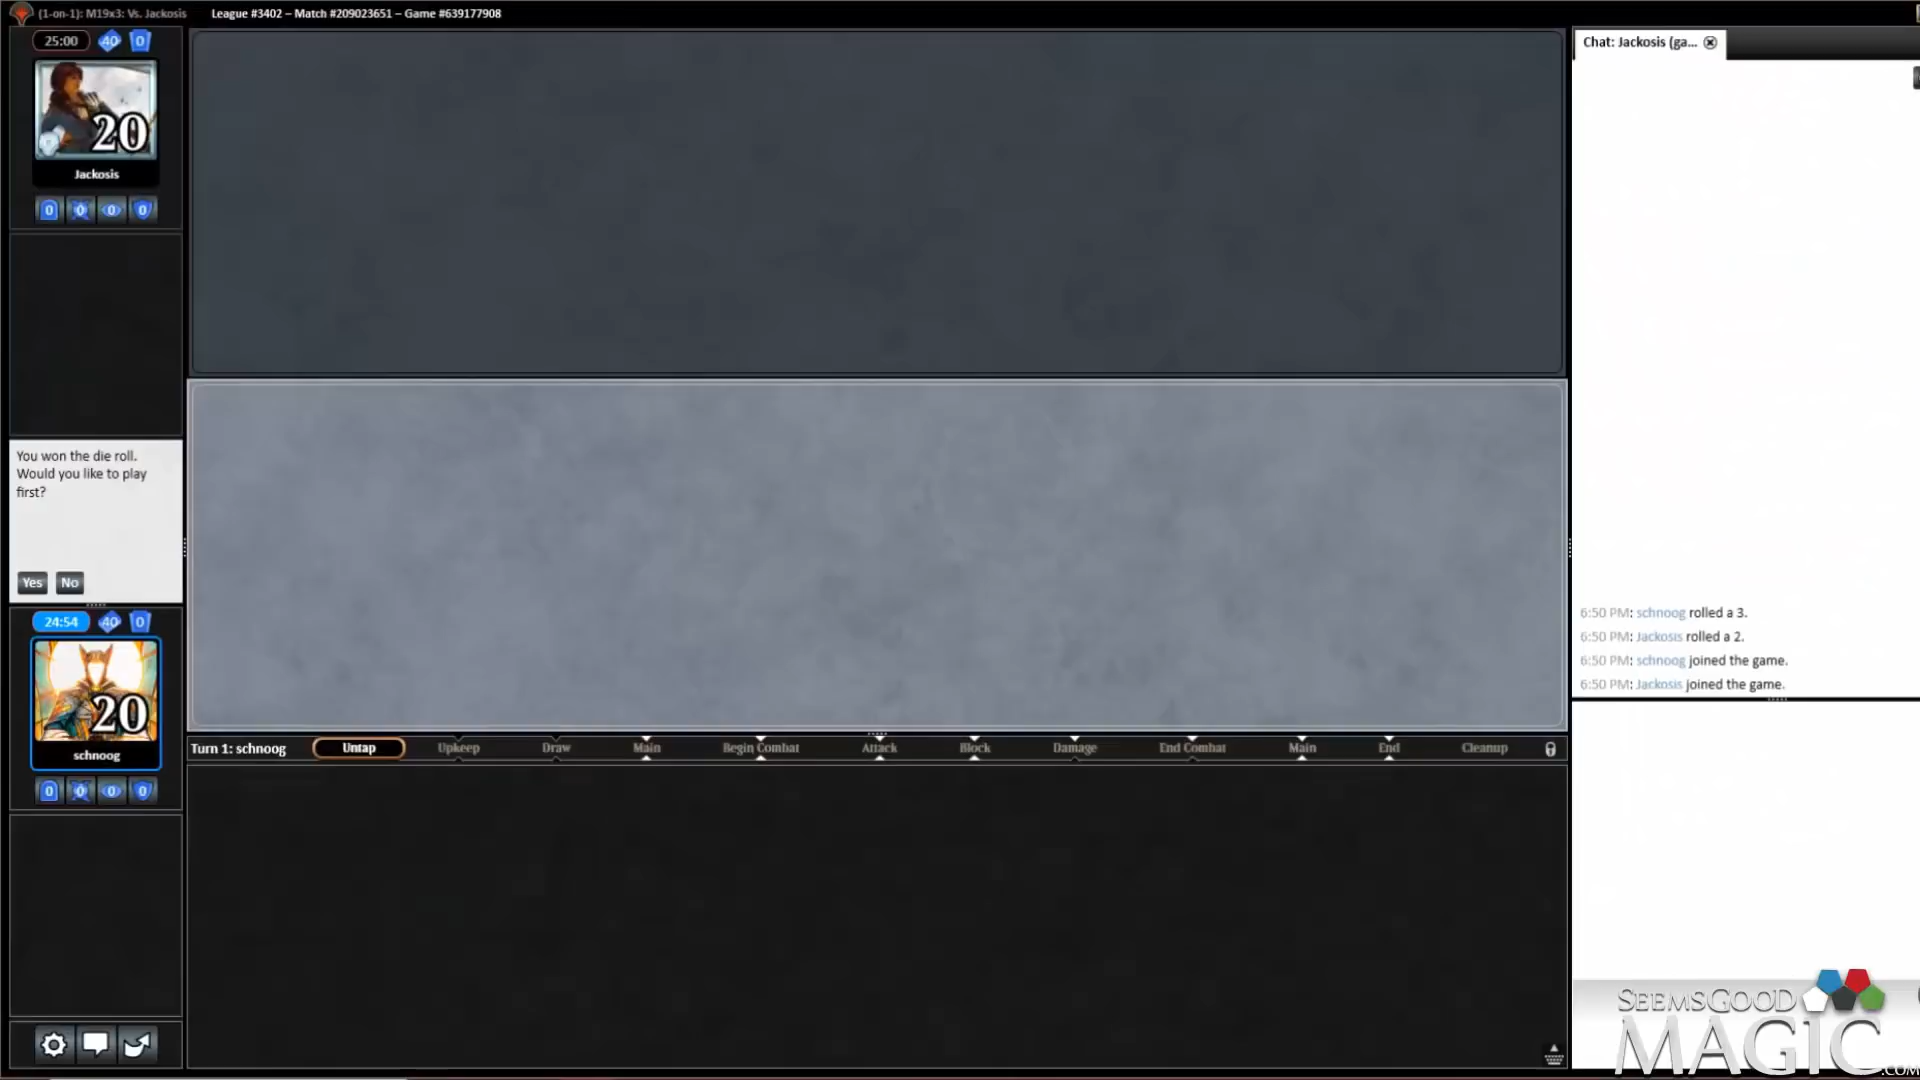 (1-on-1): M19x3: Vs. Jackosis
League #3402 – Match #209023651 – Game #639177908
25:00
40
0
20
Jackosis
0
0
0
0
You won the die roll.
Would you like to play
first?
Yes
No
24:54
40
0
20
schnoog
0
0
0
0
Turn 1: schnoog
Untap
Upkeep
Draw
Main
Begin Combat
Attack
Block
Damage
End Combat
Main
End
Cleanup
Chat: Jackosis (ga...
6:50 PM: schnoog rolled a 3.
6:50 PM: Jackosis rolled a 2.
6:50 PM: schnoog joined the game.
6:50 PM: Jackosis joined the game.
SEEMSGOOD
MAGIC
.COM